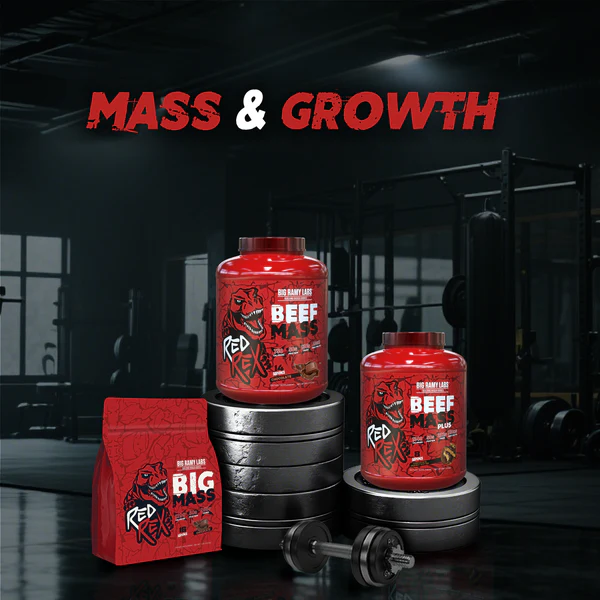 MASS & GROWTH
BIG RAMY LABS
BEEF
MASS
RED
REX
CHOCOLATE
BIG RAMY LABS
BEEF
MASS
PLUS
RED
REX
BIG RAMY LABS
BIG
MASS
RED
REX